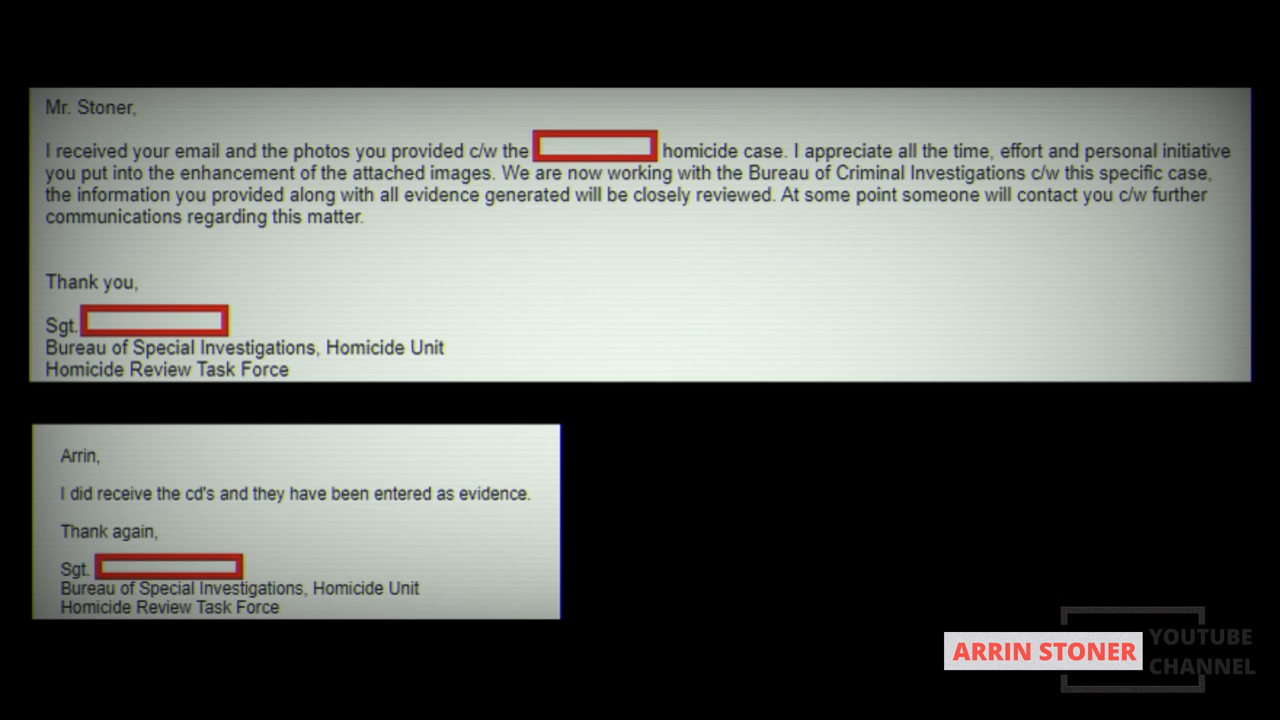 Mr. Stoner,
I received your email and the photos you provided c/w the homicide case. I appreciate all the time, effort and personal initiative
you put into the enhancement of the attached images. We are now working with the Bureau of Criminal Investigations c/w this specific case,
the information you provided along with all evidence generated will be closely reviewed. At some point someone will contact you c/w further
communications regarding this matter.
Thank you,
Sgt.
Bureau of Special Investigations, Homicide Unit
Homicide Review Task Force
Arrin,
I did receive the cd's and they have been entered as evidence.
Thank again,
Sgt.
Bureau of Special Investigations, Homicide Unit
Homicide Review Task Force
ARRIN STONER
YOUTUBE
CHANNEL